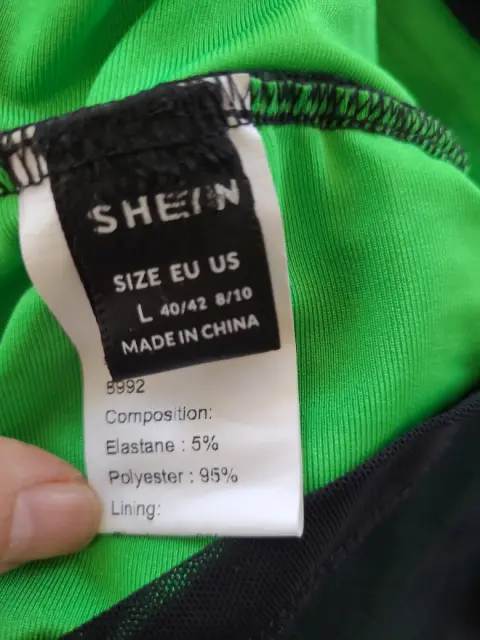 SHEIN
SIZE EU US
L 40/42 8/10
MADE IN CHINA
5992
Composition:
Elastane : 5%
Polyester : 95%
Lining: